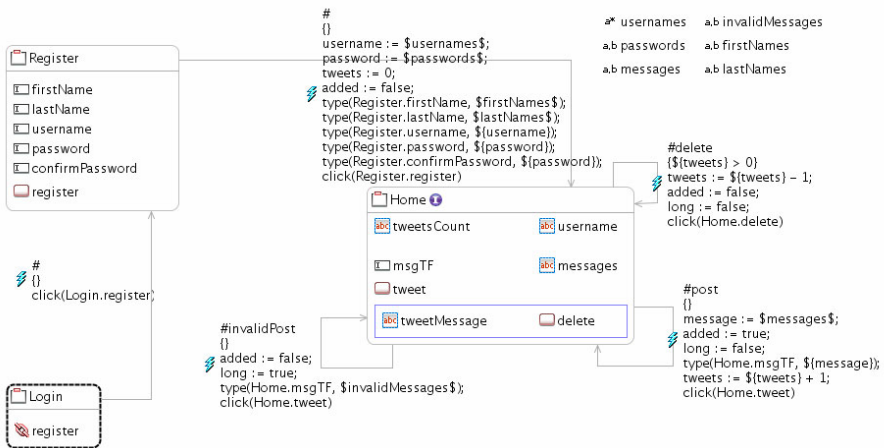 #
{}
username := $usernames$;
password := $passwords$;
tweets := 0;
added := false;
type(Register.firstName, $firstNames$);
type(Register.lastName, $lastNames$);
type(Register.username, ${username});
type(Register.password, ${password});
type(Register.confirmPassword, ${password});
click(Register.register)
a* usernames
a,b invalidMessages
a,b passwords
a,b firstNames
a,b messages
a,b lastNames
Register
firstName
lastName
username
password
confirmPassword
register
#delete
{${tweets} > 0}
tweets := ${tweets} − 1;
added := false;
long := false;
click(Home.delete)
Home I
abc tweetsCount
abc username
msgTF
abc messages
tweet
abc tweetMessage
delete
#
{}
click(Login.register)
#post
{}
message := $messages$;
added := true;
long := false;
type(Home.msgTF, ${message});
tweets := ${tweets} + 1;
click(Home.tweet)
#invalidPost
{}
added := false;
long := true;
type(Home.msgTF, $invalidMessages$);
click(Home.tweet)
Login
register